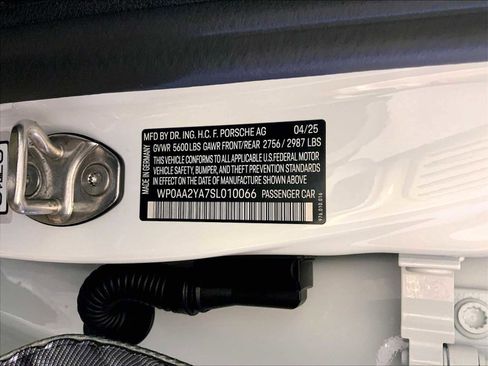 MFD BY DR. ING. H.C. F. PORSCHE AG 04/25
GVWR 5600 LBS GAWR FRONT/REAR 2756 / 2987 LBS
THIS VEHICLE CONFORMS TO ALL APPLICABLE U.S. FEDERAL MOTOR
VEHICLE SAFETY, BUMPER, AND THEFT PREVENTION STANDARDS
IN EFFECT ON THE DATE OF MANUFACTURE SHOWN ABOVE.
WP0AA2YA7SL010066 PASSENGER CAR
MADE IN GERMANY